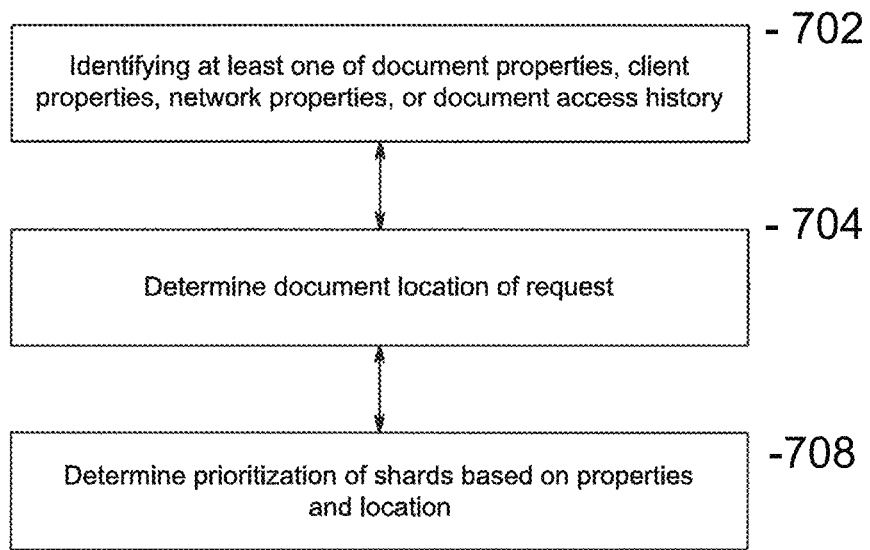 - 702
Identifying at least one of document properties, client
properties, network properties, or document access history
- 704
Determine document location of request
-708
Determine prioritization of shards based on properties
and location